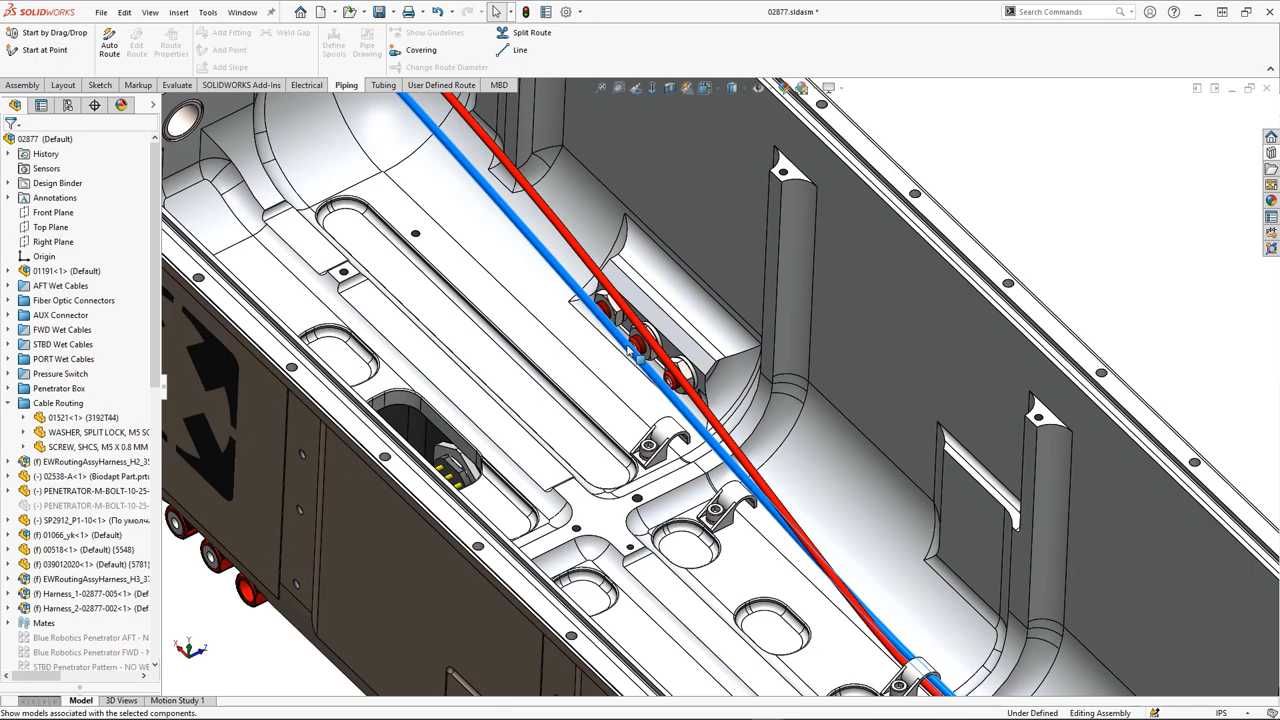 SOLIDWORKS File Edit View Insert Tools Window 02877.sldasm * Search Commands
Start by Drag/Drop
Start at Point
Auto Route
Edit Route
Route Properties
Add Fitting
Add Point
Add Slope
Weld Gap
Define Spools
Pipe Drawing
Show Guidelines
Covering
Change Route Diameter
Split Route
Line
Assembly Layout Sketch Markup Evaluate SOLIDWORKS Add-Ins Electrical Piping Tubing User Defined Route MBD
02877 (Default)
History
Sensors
Design Binder
Annotations
Front Plane
Top Plane
Right Plane
Origin
01191<1> (Default)
AFT Wet Cables
Fiber Optic Connectors
AUX Connector
FWD Wet Cables
STBD Wet Cables
PORT Wet Cables
Pressure Switch
Penetrator Box
Cable Routing
01521<1> (3192T44)
WASHER, SPLIT LOCK, M5 SC
SCREW, SHCS, M5 X 0.8 MM
(f) EWRoutingAssyHarness_H2_35
(-) 02538-A<1> (Biodapt Part.prtc
(-) PENETRATOR-M-BOLT-10-25-
(-) PENETRATOR-M-BOLT-10-25-
(-) SP2912_P1-10<1> (По умолча
(f) 01066_yk<1> (Default)
(f) 00518<1> (Default) {5548}
(f) 039012020<1> (Default) {5781}
(f) EWRoutingAssyHarness_H3_37
(f) Harness_1-02877-005<1> (Def
(f) Harness_2-02877-002<1> (Def
Mates
Blue Robotics Penetrator AFT - N
Blue Robotics Penetrator FWD - N
STBD Penetrator Pattern - NO WE
X Y Z
Model 3D Views Motion Study 1
Show models associated with the selected components. Under Defined Editing Assembly IPS